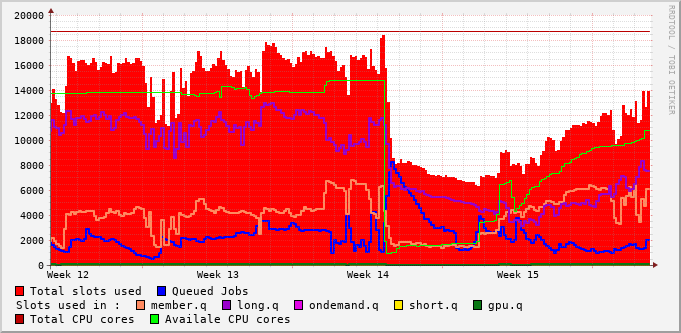 20000
18000
16000
14000
12000
10000
8000
6000
4000
2000
0
Week 12 Week 13 Week 14 Week 15
Total slots used Queued Jobs
Slots used in : member.q long.q ondemand.q short.q gpu.q
Total CPU cores Availale CPU cores
RRDTOOL / TOBI OETIKER